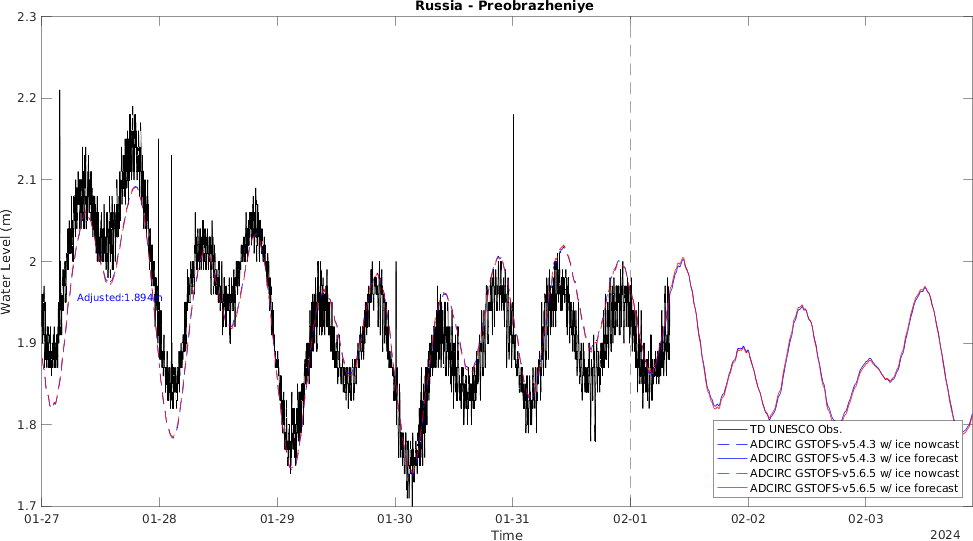 Russia - Preobrazheniye
2.3
2.2
2.1
2
1.9
1.8
1.7
Water Level (m)
Adjusted:1.894m
TD UNESCO Obs.
ADCIRC GSTOFS-v5.4.3 w/ ice nowcast
ADCIRC GSTOFS-v5.4.3 w/ ice forecast
ADCIRC GSTOFS-v5.6.5 w/ ice nowcast
ADCIRC GSTOFS-v5.6.5 w/ ice forecast
01-27 01-28 01-29 01-30 01-31 02-01 02-02 02-03
Time
2024